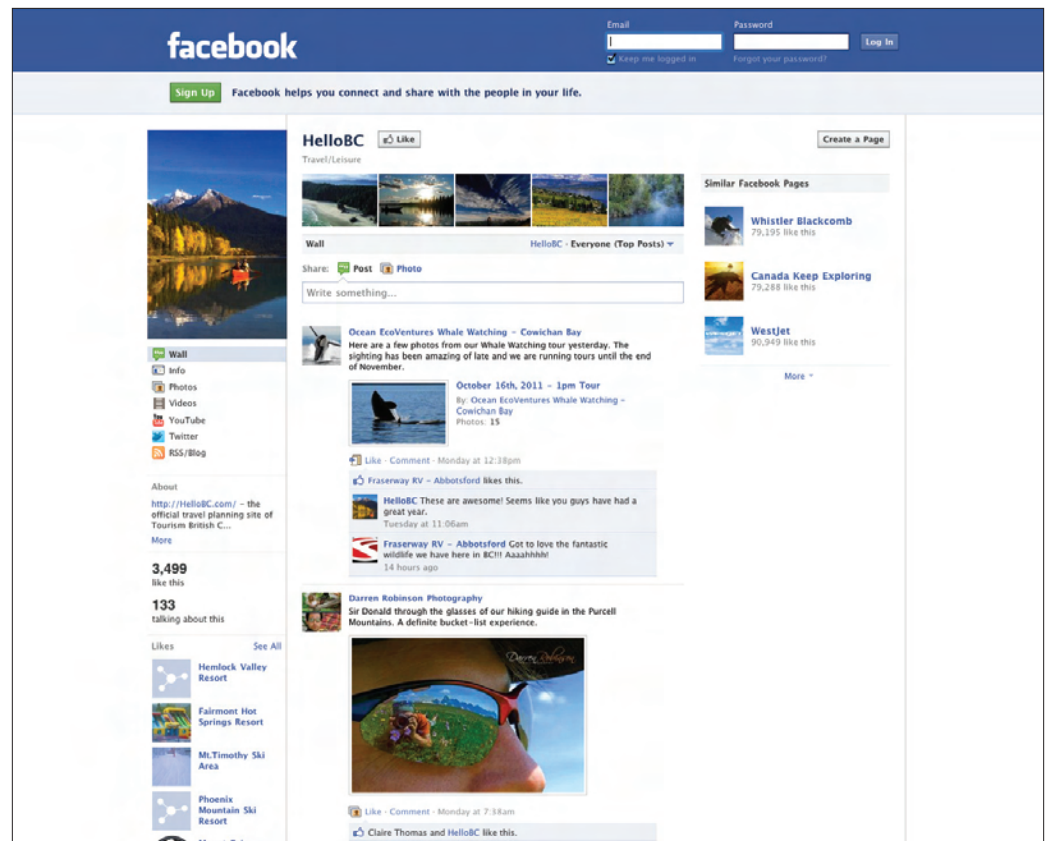 Email
Password
facebook
Log In
Keep me logged in
Forgot your password?
Sign Up
Facebook helps you connect and share with the people in your life.
HelloBC
Like
Create a Page
Travel/Leisure
Wall
HelloBC · Everyone (Top Posts)
Share:
Post
Photo
Write something...
Ocean EcoVentures Whale Watching – Cowichan Bay
Here are a few photos from our Whale Watching tour yesterday. The
sighting has been amazing of late and we are running tours until the end
of November.
October 16th, 2011 – 1pm Tour
By: Ocean EcoVentures Whale Watching –
Cowichan Bay
Photos: 15
Like · Comment · Monday at 12:38pm
Fraserway RV – Abbotsford likes this.
HelloBC These are awesome! Seems like you guys have had a
great year.
Tuesday at 11:06am
Fraserway RV – Abbotsford Got to love the fantastic
wildlife we have here in BC!!! Aaaahhhh!
14 hours ago
Darren Robinson Photography
Sir Donald through the glasses of our hiking guide in the Purcell
Mountains. A definite bucket-list experience.
Darren Robinson
Like · Comment · Monday at 7:38am
Claire Thomas and HelloBC like this.
Wall
Info
Photos
Videos
YouTube
Twitter
RSS/Blog
About
http://HelloBC.com/ – the
official travel planning site of
Tourism British C...
More
3,499
like this
133
talking about this
Likes
See All
Hemlock Valley
Resort
Fairmont Hot
Springs Resort
Mt.Timothy Ski
Area
Phoenix
Mountain Ski
Resort
Similar Facebook Pages
Whistler Blackcomb
79,195 like this
Canada Keep Exploring
79,288 like this
WestJet
90,949 like this
More